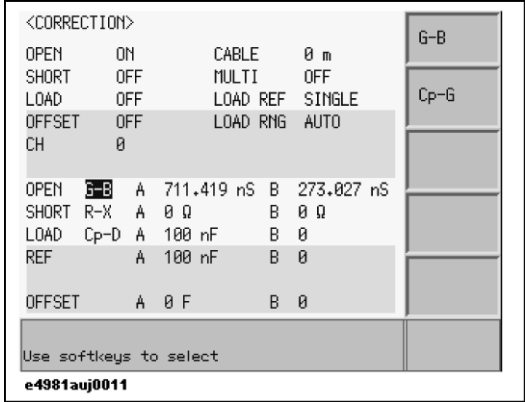 <CORRECTION>
OPEN ON CABLE 0 m
SHORT OFF MULTI OFF
LOAD OFF LOAD REF SINGLE
OFFSET OFF LOAD RNG AUTO
CH 0
OPEN G-B A 711.419 nS B 273.027 nS
SHORT R-X A 0 Ω B 0 Ω
LOAD Cp-D A 100 nF B 0
REF A 100 nF B 0
OFFSET A 0 F B 0
Use softkeys to select
G-B
Cp-G
e4981auj0011